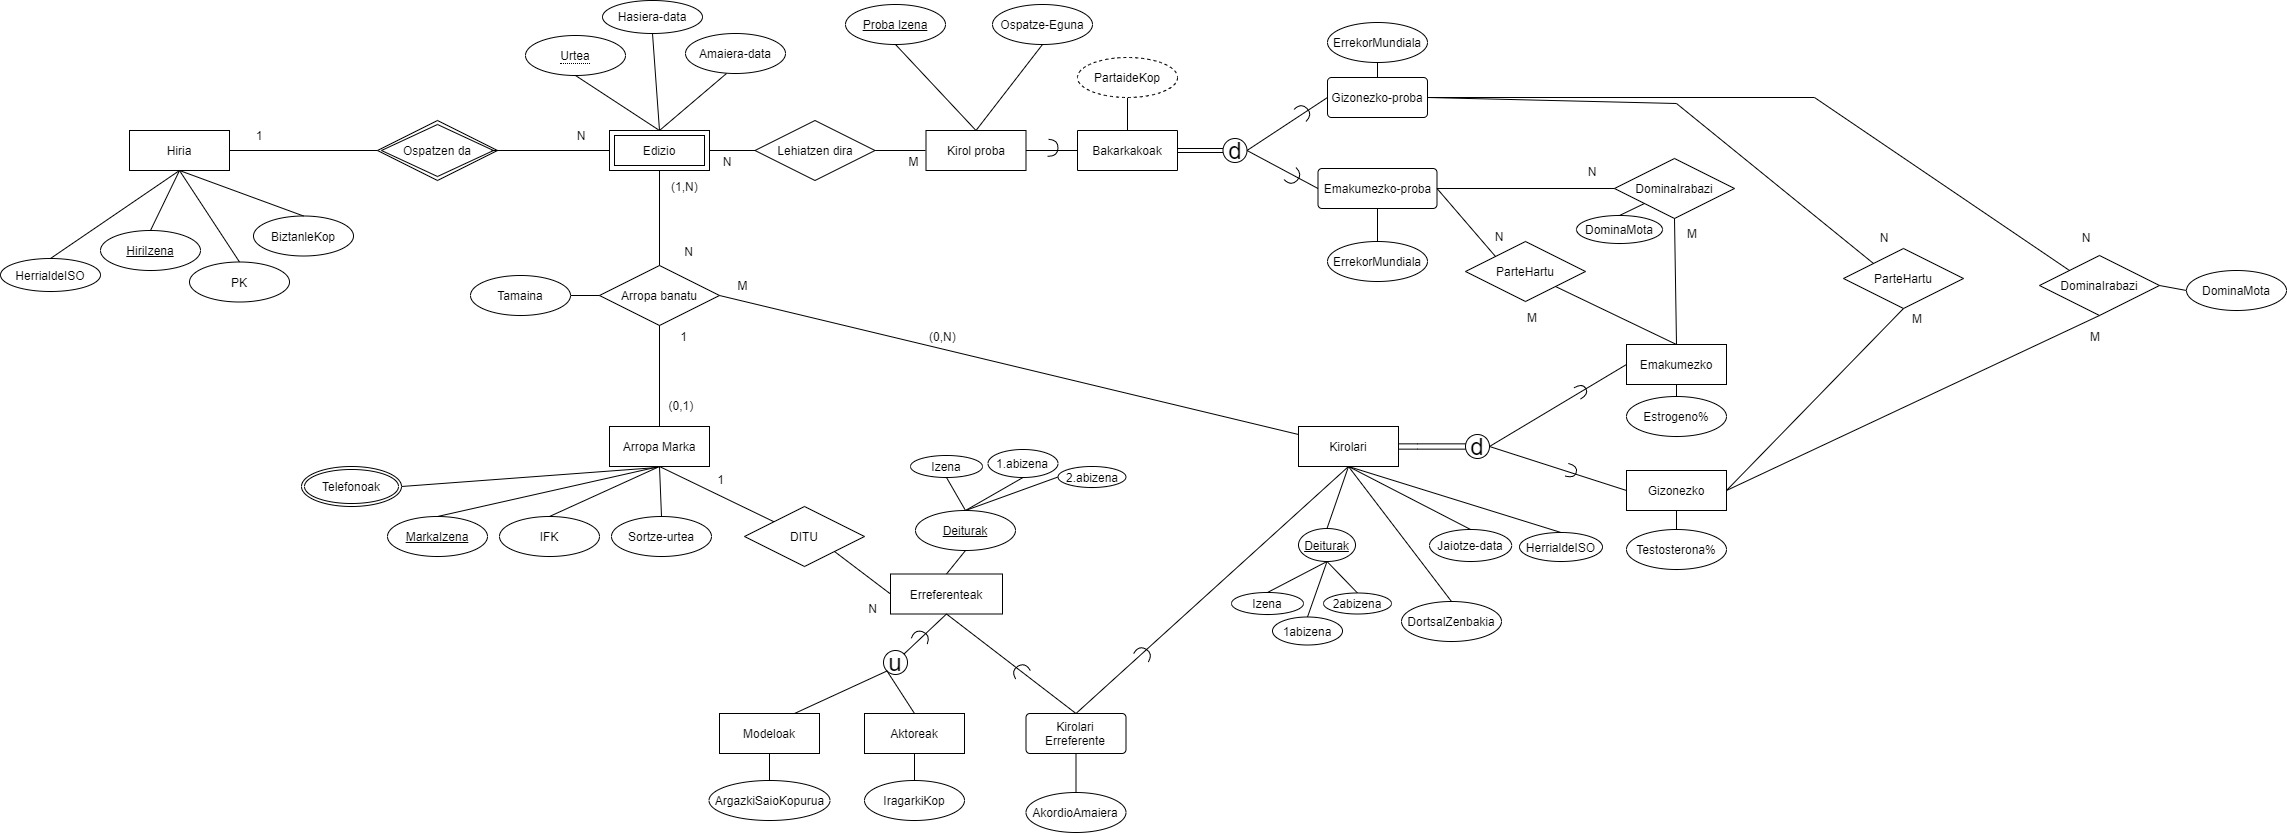 Hasiera-data
Proba Izena
Ospatze-Eguna
Urtea
Amaiera-data
ErrekorMundiala
PartaideKop
Gizonezko-proba
Hiria
1
Ospatzen da
N
Edizio
N
Lehiatzen dira
M
Kirol proba
Bakarkakoak
d
(1,N)
Emakumezko-proba
N
DominaIrabazi
DominaMota
M
HerrialdeISO
HiriIzena
PK
BiztanleKop
ErrekorMundiala
N
ParteHartu
M
N
ParteHartu
M
N
DominaIrabazi
M
DominaMota
N
Tamaina
Arropa banatu
M
1
(0,N)
(0,1)
Emakumezko
Estrogeno%
Arropa Marka
Kirolari
d
Gizonezko
Testosterona%
Telefonoak
MarkaIzena
IFK
Sortze-urtea
1
DITU
N
Izena
1.abizena
2.abizena
Deiturak
Erreferenteak
Deiturak
Izena
1abizena
2abizena
Jaiotze-data
HerrialdeISO
DortsalZenbakia
u
Modeloak
Aktoreak
Kirolari
Erreferente
ArgazkiSaioKopurua
IragarkiKop
AkordioAmaiera